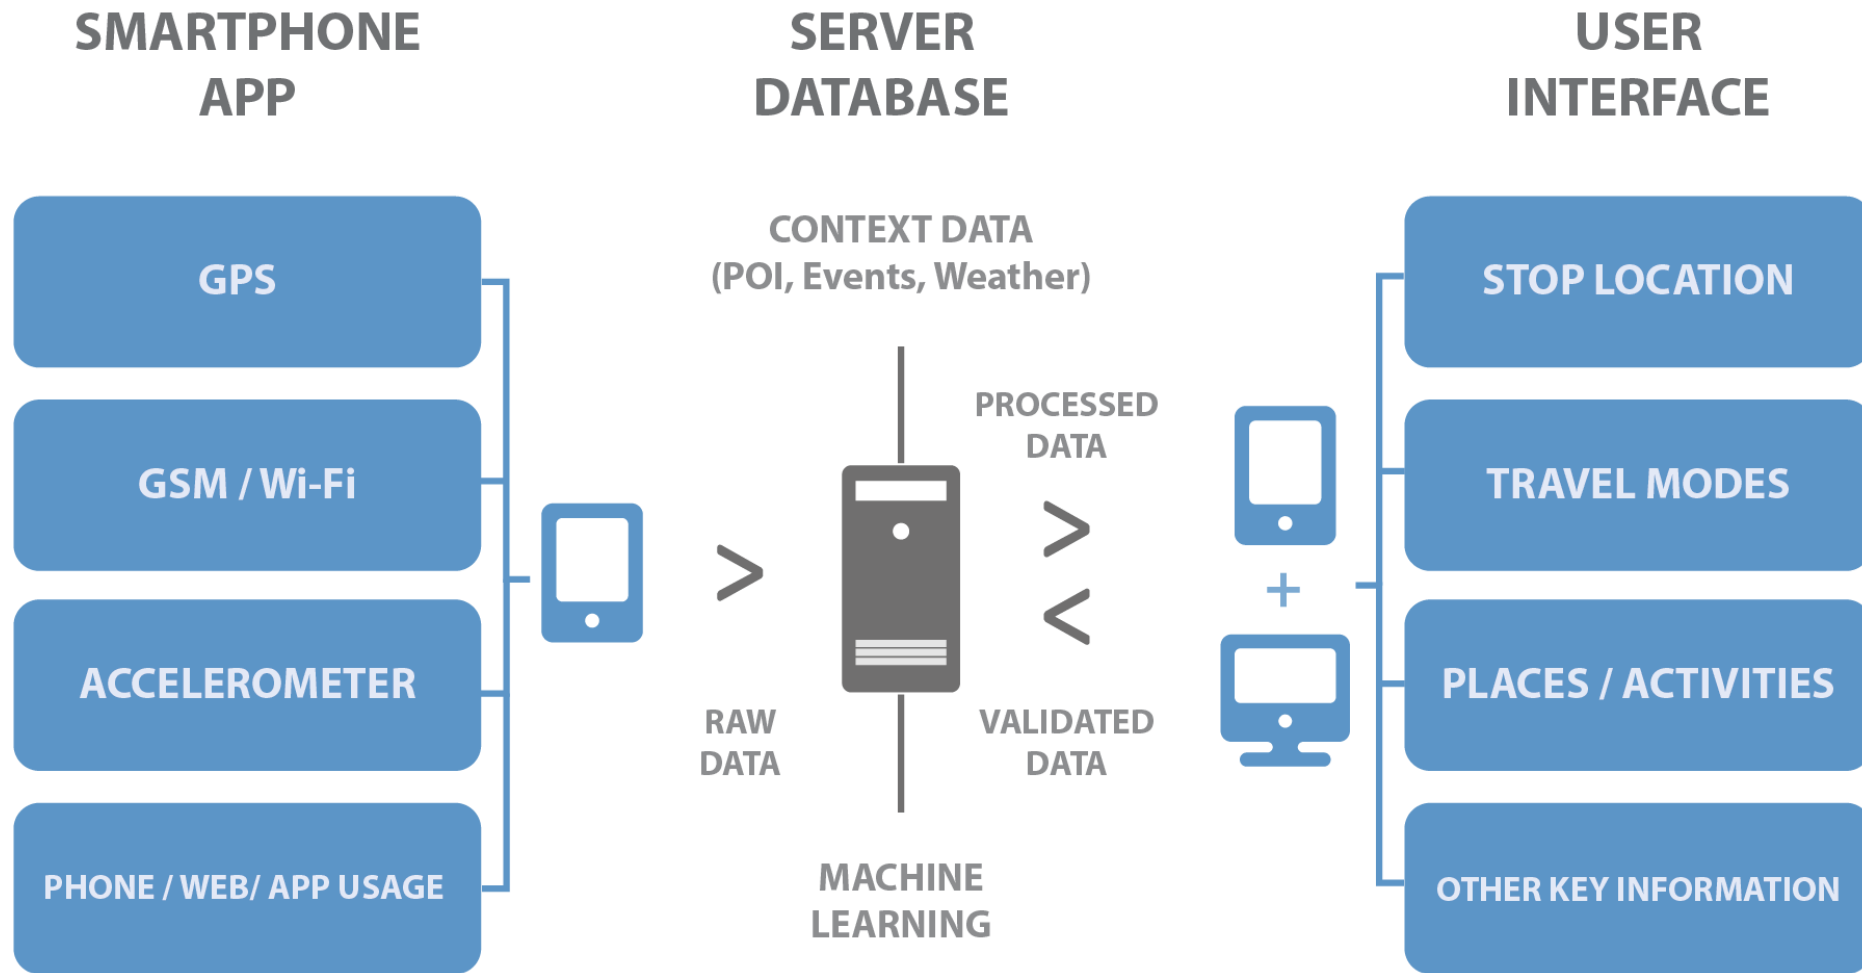 SMARTPHONE
APP
GPS
GSM / Wi-Fi
ACCELEROMETER
PHONE / WEB/ APP USAGE
>
RAW
DATA
SERVER
DATABASE
CONTEXT DATA
(POI, Events, Weather)
PROCESSED
DATA
>
<
VALIDATED
DATA
MACHINE
LEARNING
+
USER
INTERFACE
STOP LOCATION
TRAVEL MODES
PLACES / ACTIVITIES
OTHER KEY INFORMATION